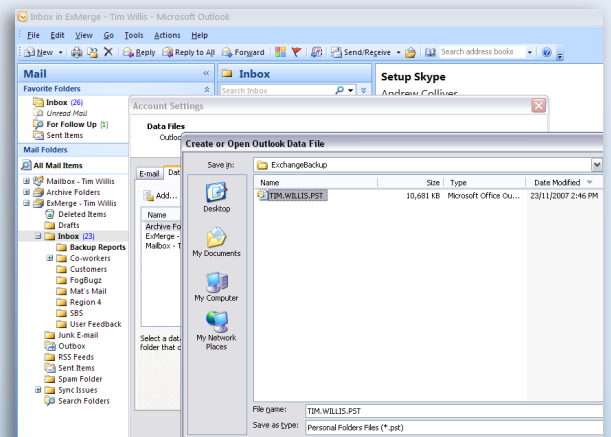 Inbox in ExMerge - Tim Willis - Microsoft Outlook
File Edit View Go Tools Actions Help
New Reply Reply to All Forward Send/Receive Search address books
Mail
Favorite Folders
Inbox (26)
Unread Mail
For Follow Up [1]
Sent Items
Mail Folders
All Mail Items
Mailbox - Tim Willis
Archive Folders
ExMerge - Tim Willis
Deleted Items
Drafts
Inbox (23)
Backup Reports
Co-workers
Customers
FogBugz
Mat's Mail
Region 4
SBS
User Feedback
Junk E-mail
Outbox
RSS Feeds
Sent Items
Spam Folder
Sync Issues
Search Folders
Inbox
Search Inbox
Setup Skype
Andrew Colliver
Account Settings
Data Files
Outloo
E-mail Dat
Add...
Name
Archive Fo
ExMerge -
Mailbox - T
Select a dat
folder that c
Create or Open Outlook Data File
Save in: ExchangeBackup
Name Size Type Date Modified
TIM.WILLIS.PST 10,681 KB Microsoft Office Ou... 23/11/2007 2:46 PM
Desktop
My Documents
My Computer
My Network
Places
File name: TIM.WILLIS.PST
Save as type: Personal Folders Files (*.pst)